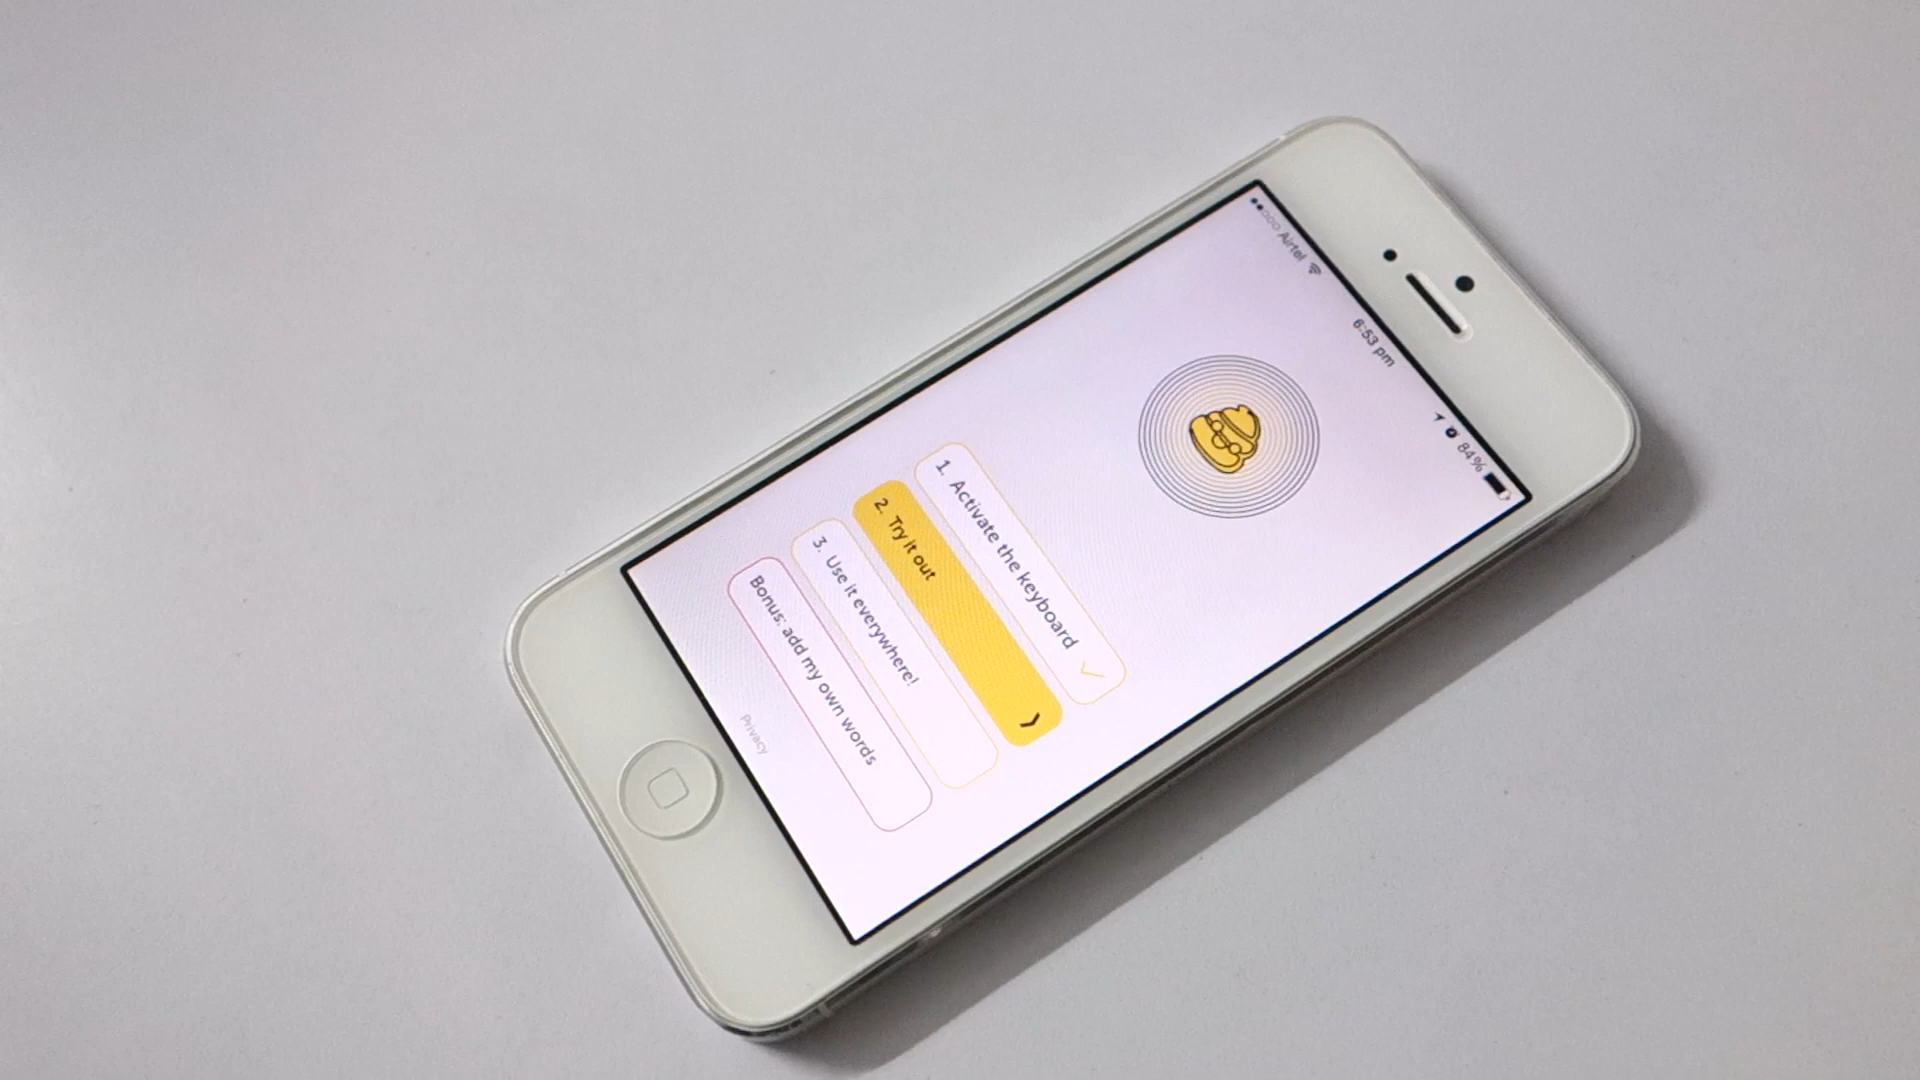 Airtel
6:53 pm
84%
1. Activate the keyboard
2. Try it out
3. Use it everywhere!
Bonus: add my own words
Privacy